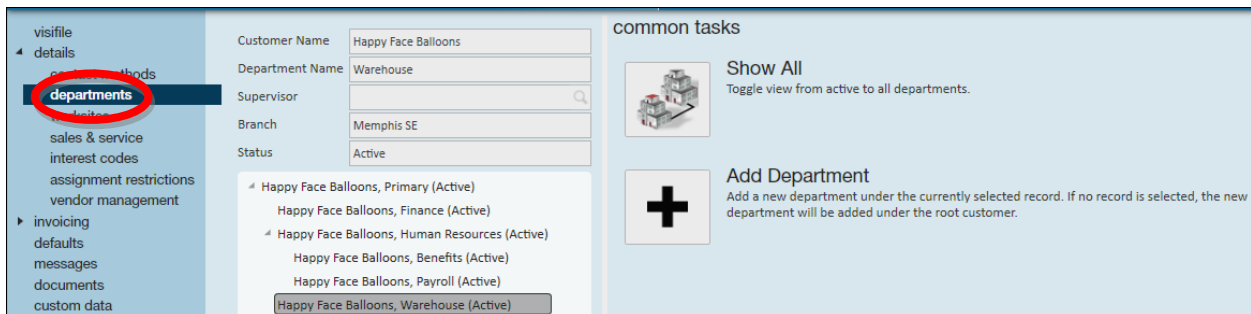 visifile
details
departments
sales & service
interest codes
assignment restrictions
vendor management
invoicing
defaults
messages
documents
custom data
Customer Name Happy Face Balloons
Department Name Warehouse
Supervisor
Branch Memphis SE
Status Active
Happy Face Balloons, Primary (Active)
Happy Face Balloons, Finance (Active)
Happy Face Balloons, Human Resources (Active)
Happy Face Balloons, Benefits (Active)
Happy Face Balloons, Payroll (Active)
Happy Face Balloons, Warehouse (Active)
common tasks
Show All
Toggle view from active to all departments.
Add Department
Add a new department under the currently selected record. If no record is selected, the new
department will be added under the root customer.